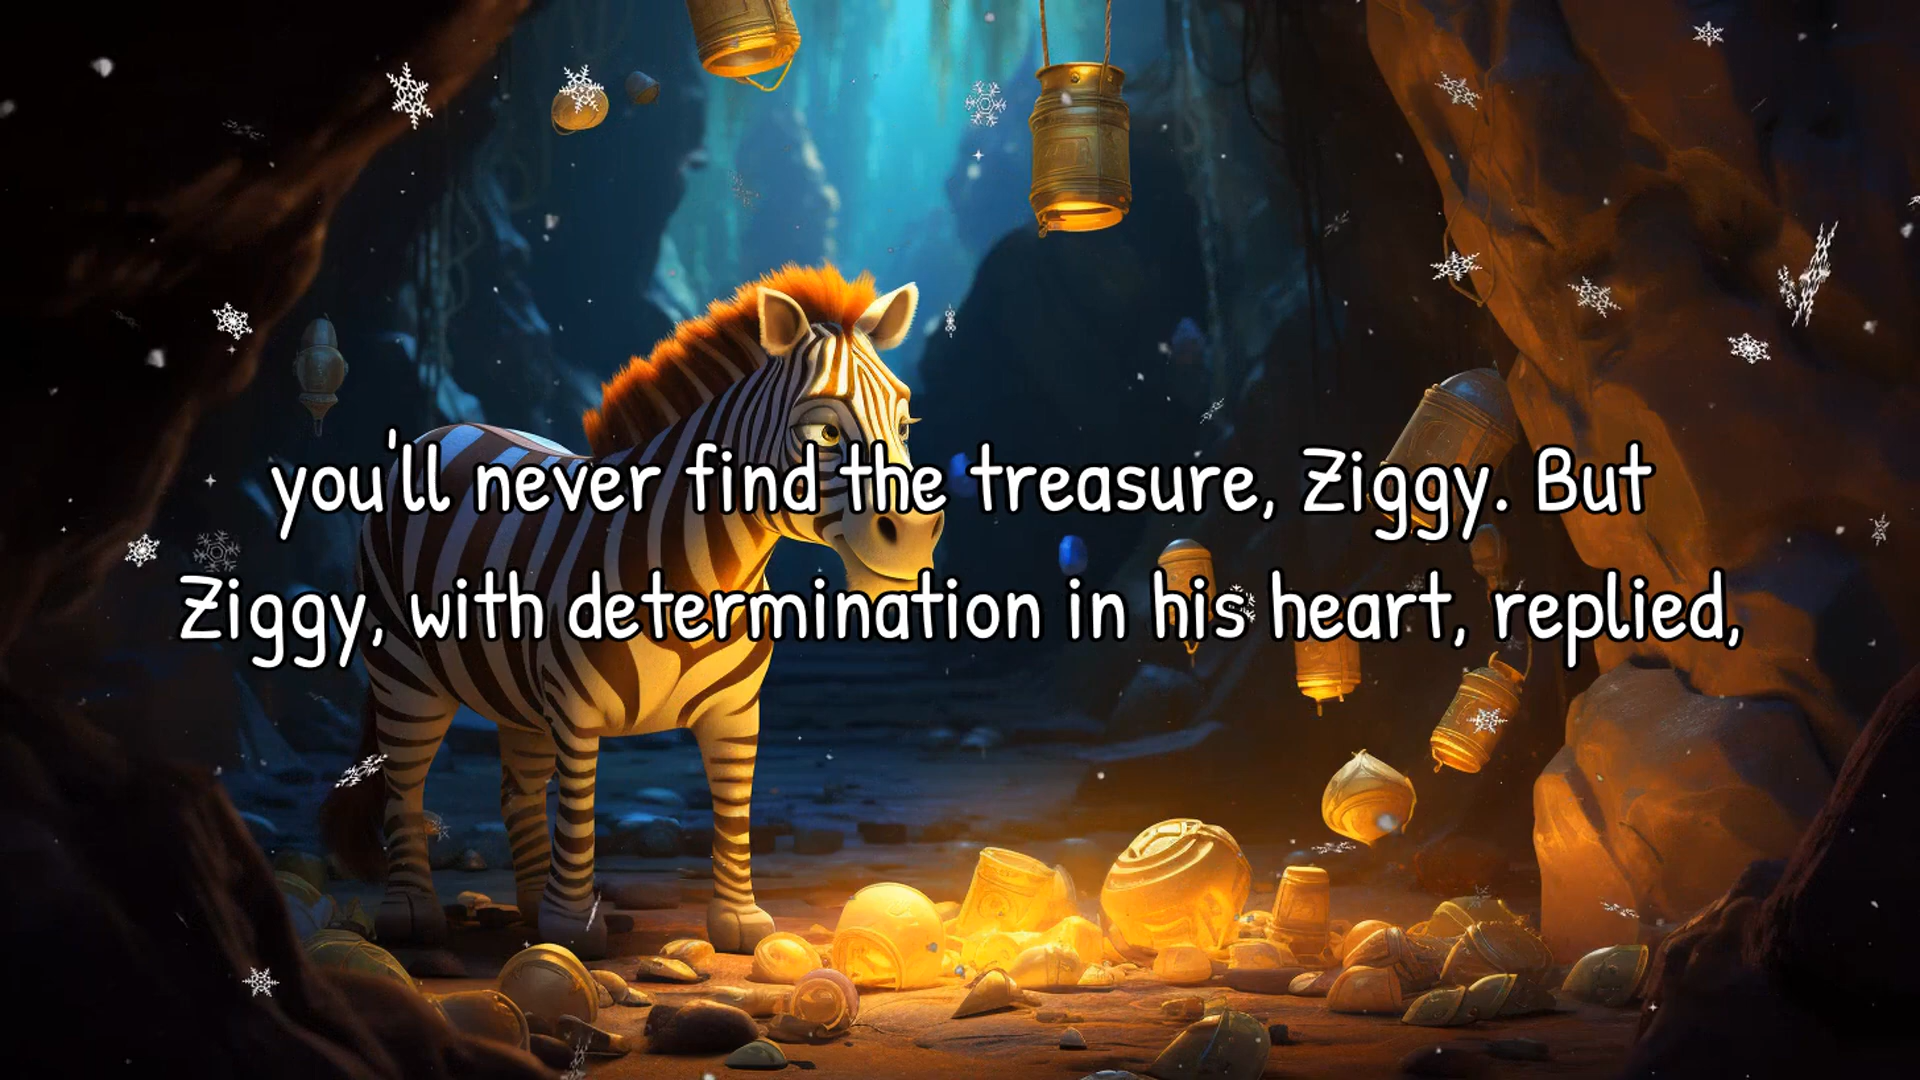 you'll never find the treasure, Ziggy. But
Ziggy, with determination in his heart, replied,